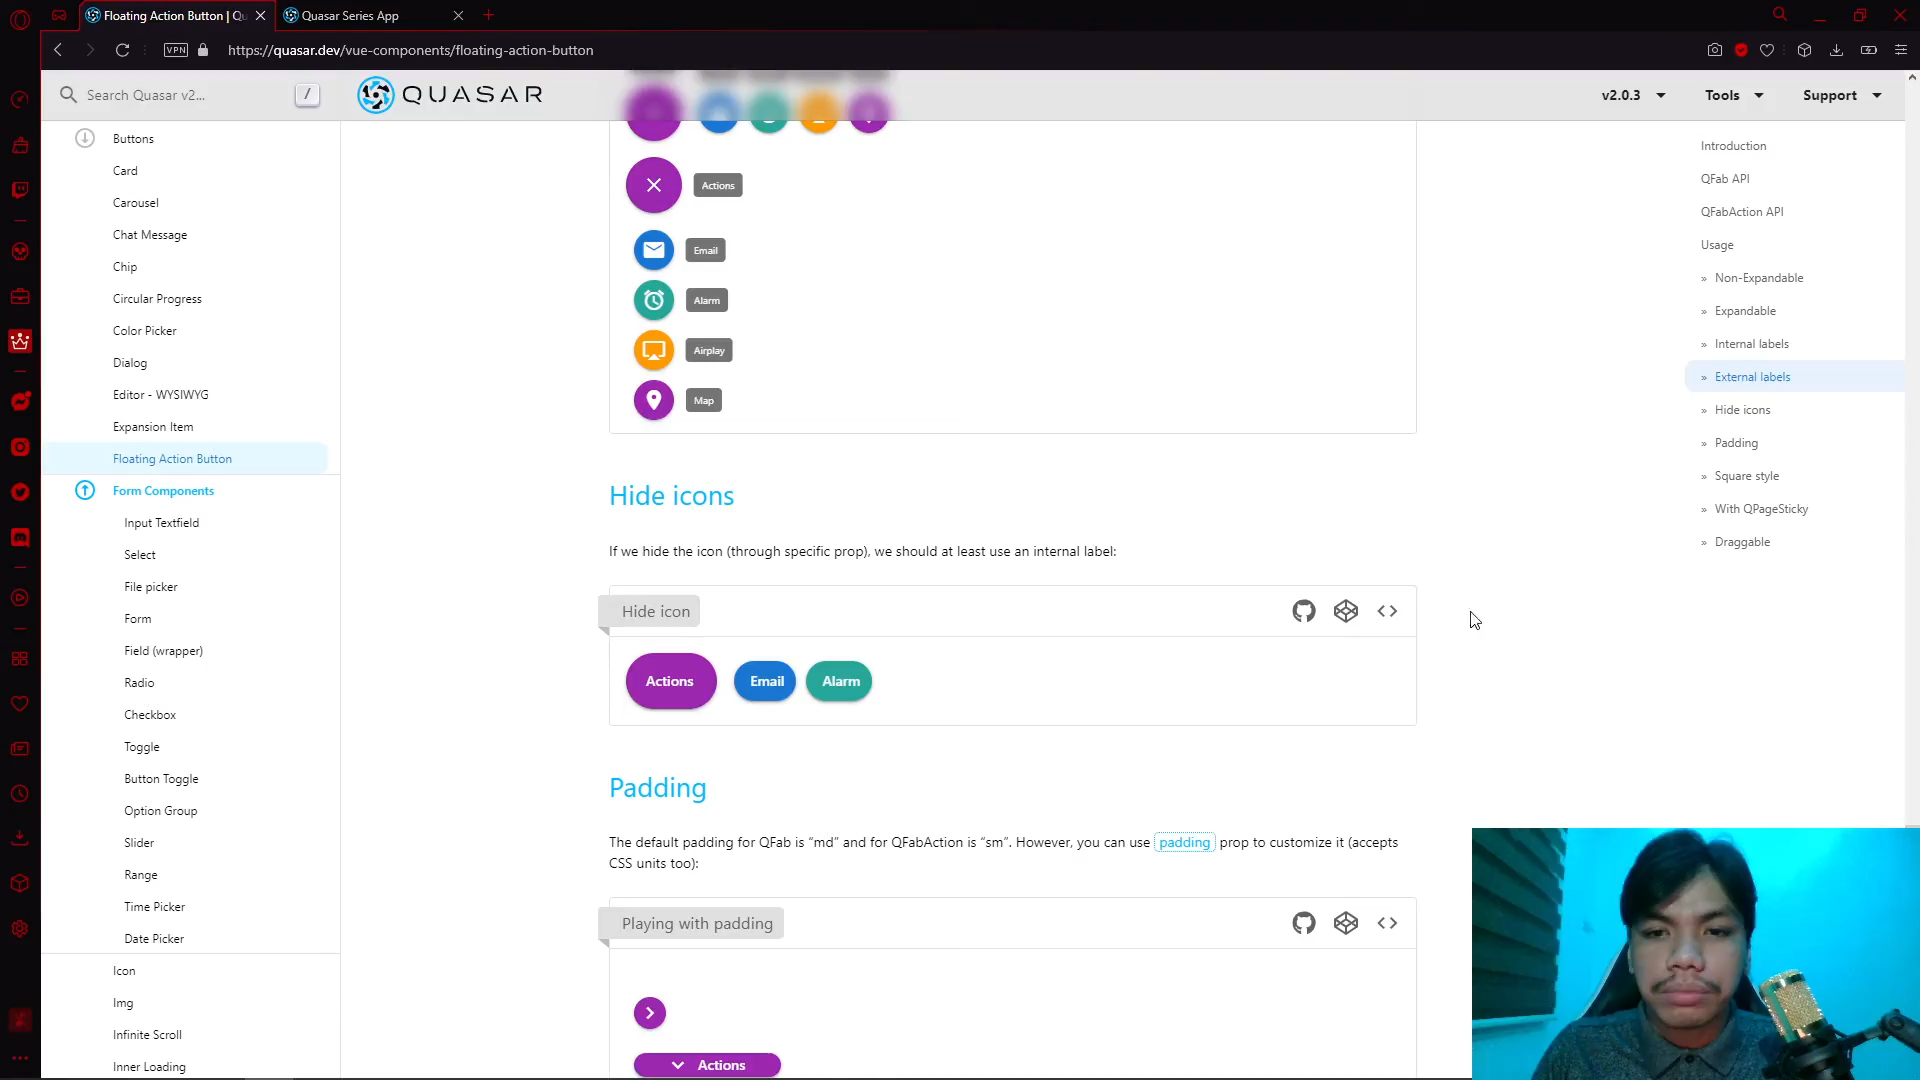 Floating Action Button | Qu
Quasar Series App
VPN
https://quasar.dev/vue-components/floating-action-button
Search Quasar v2...
/
QUASAR
v2.0.3
Tools
Support
Buttons
Card
Carousel
Chat Message
Chip
Circular Progress
Color Picker
Dialog
Editor - WYSIWYG
Expansion Item
Floating Action Button
Form Components
Input Textfield
Select
File picker
Form
Field (wrapper)
Radio
Checkbox
Toggle
Button Toggle
Option Group
Slider
Range
Time Picker
Date Picker
Icon
Img
Infinite Scroll
Inner Loading
Actions
Email
Alarm
Airplay
Map
Hide icons
If we hide the icon (through specific prop), we should at least use an internal label:
Hide icon
Actions
Email
Alarm
Padding
The default padding for QFab is “md” and for QFabAction is “sm”. However, you can use padding prop to customize it (accepts
CSS units too):
Playing with padding
Actions
Introduction
QFab API
QFabAction API
Usage
» Non-Expandable
» Expandable
» Internal labels
» External labels
» Hide icons
» Padding
» Square style
» With QPageSticky
» Draggable